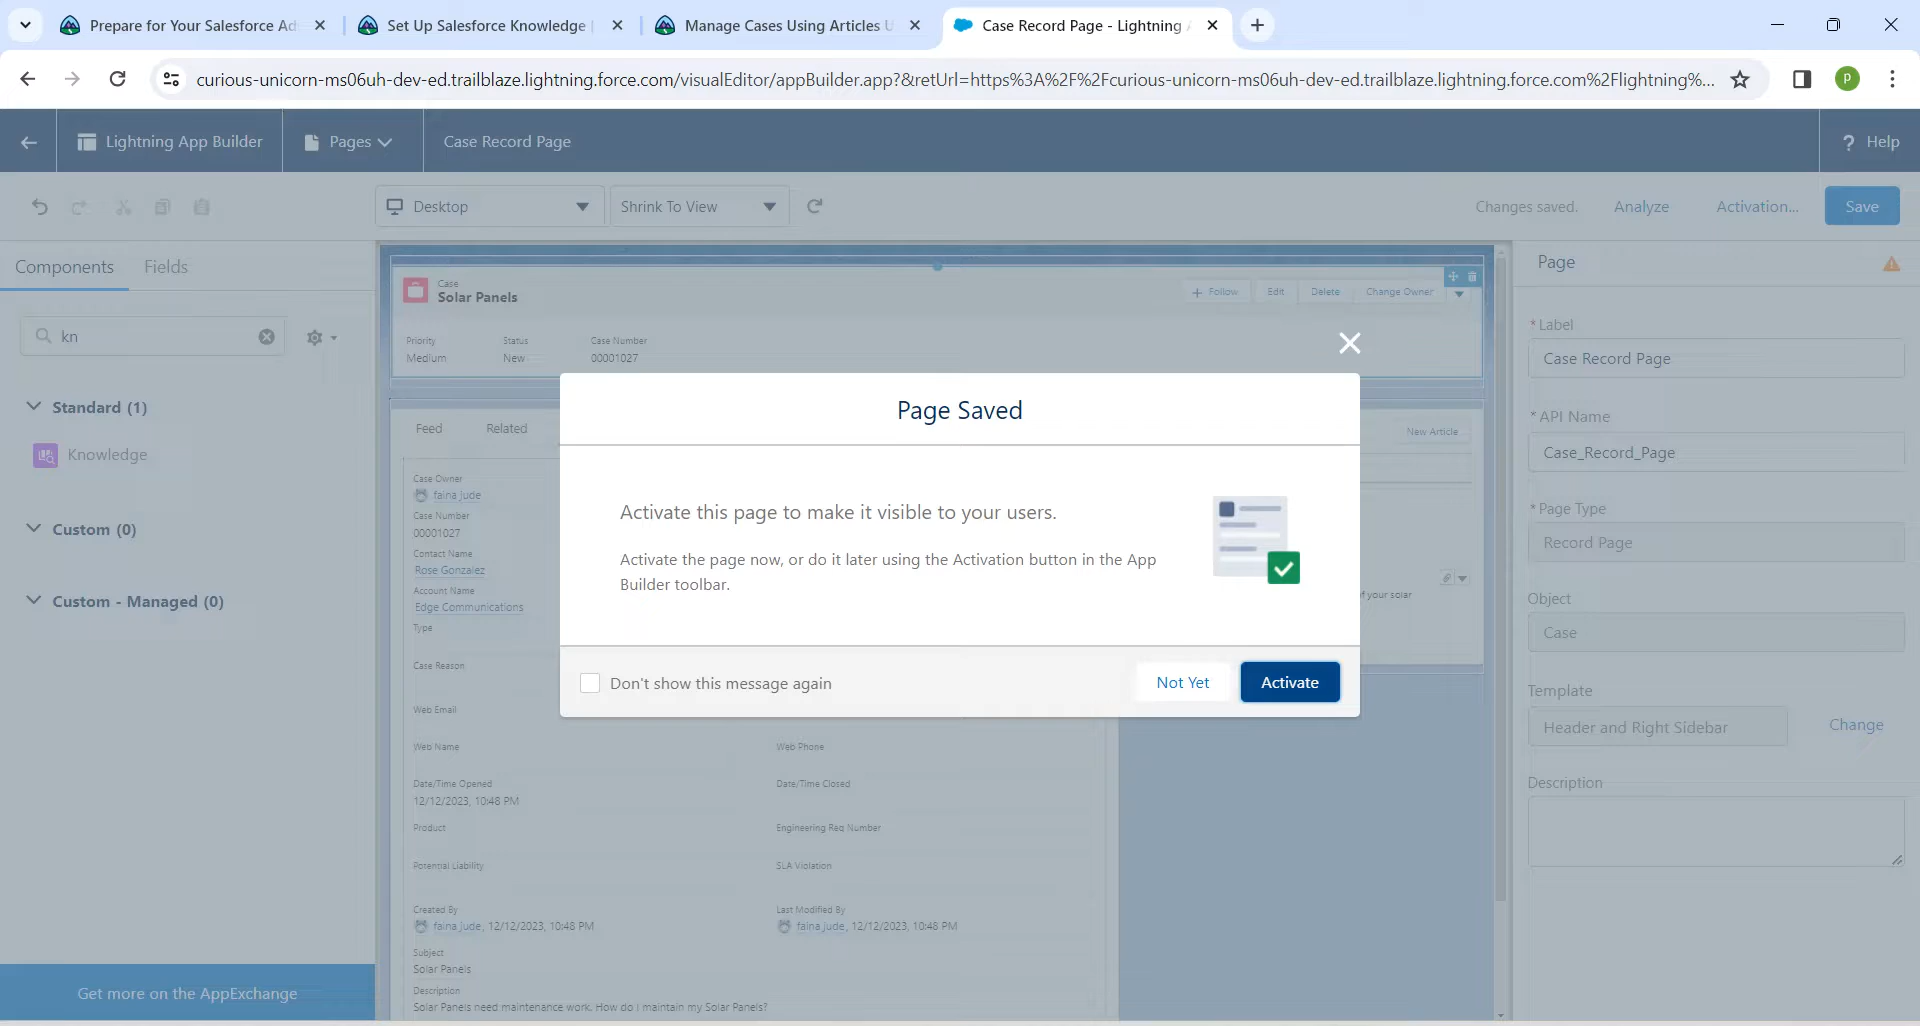 Prepare for Your Salesforce Ad
Set Up Salesforce Knowledge |
Manage Cases Using Articles U
Case Record Page - Lightning A
curious-unicorn-ms06uh-dev-ed.trailblaze.lightning.force.com/visualEditor/appBuilder.app?&retUrl=https%3A%2F%2Fcurious-unicorn-ms06uh-dev-ed.trailblaze.lightning.force.com%2Flightning%...
P
Lightning App Builder
Pages
Case Record Page
? Help
Desktop
Shrink To View
Changes saved.
Analyze
Activation...
Save
Components
Fields
kn
Standard (1)
Knowledge
Custom (0)
Custom - Managed (0)
Get more on the AppExchange
Case
Solar Panels
+ Follow
Edit
Delete
Change Owner
Priority
Medium
Status
New
Case Number
00001027
Feed
Related
New Article
Case Owner
faina Jude
Case Number
00001027
Contact Name
Rose Gonzalez
Account Name
Edge Communications
Type
Case Reason
Web Email
Web Name
Web Phone
Date/Time Opened
12/12/2023, 10:48 PM
Date/Time Closed
Product
Engineering Req Number
Potential Liability
SLA Violation
Created By
faina Jude, 12/12/2023, 10:48 PM
Last Modified By
faina Jude, 12/12/2023, 10:48 PM
Subject
Solar Panels
Description
Solar Panels need maintenance work. How do I maintain my Solar Panels?
f your solar
Page Saved
Activate this page to make it visible to your users.
Activate the page now, or do it later using the Activation button in the App
Builder toolbar.
Don't show this message again
Not Yet
Activate
Page
* Label
Case Record Page
* API Name
Case_Record_Page
* Page Type
Record Page
Object
Case
Template
Header and Right Sidebar
Change
Description